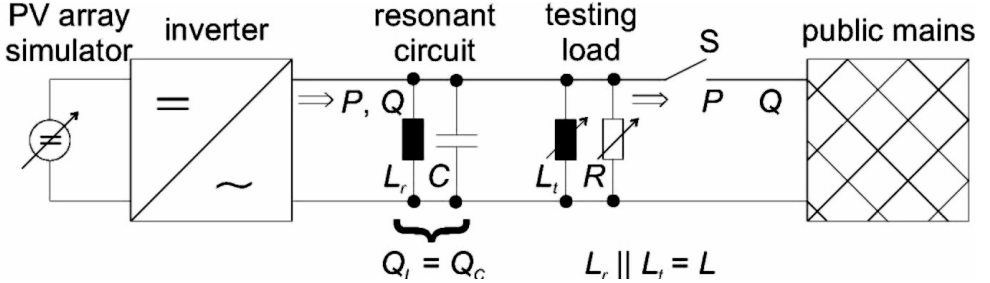 PV array simulator
inverter
resonant circuit
testing load
S
public mains
=
~
=
⇒ P, Q
L_r
C
L_t
R
⇒ P Q
Q_L = Q_C
L_r || L_t = L